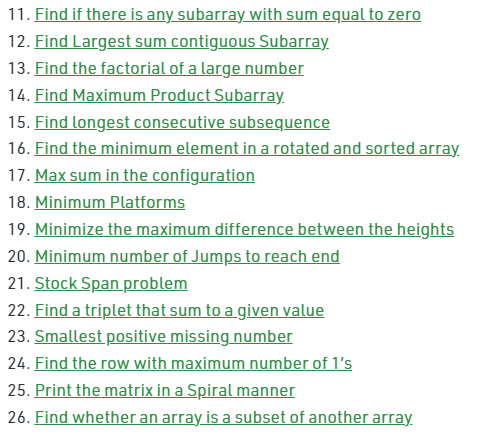 11. Find if there is any subarray with sum equal to zero
12. Find Largest sum contiguous Subarray
13. Find the factorial of a large number
14. Find Maximum Product Subarray
15. Find longest consecutive subsequence
16. Find the minimum element in a rotated and sorted array
17. Max sum in the configuration
18. Minimum Platforms
19. Minimize the maximum difference between the heights
20. Minimum number of Jumps to reach end
21. Stock Span problem
22. Find a triplet that sum to a given value
23. Smallest positive missing number
24. Find the row with maximum number of 1's
25. Print the matrix in a Spiral manner
26. Find whether an array is a subset of another array